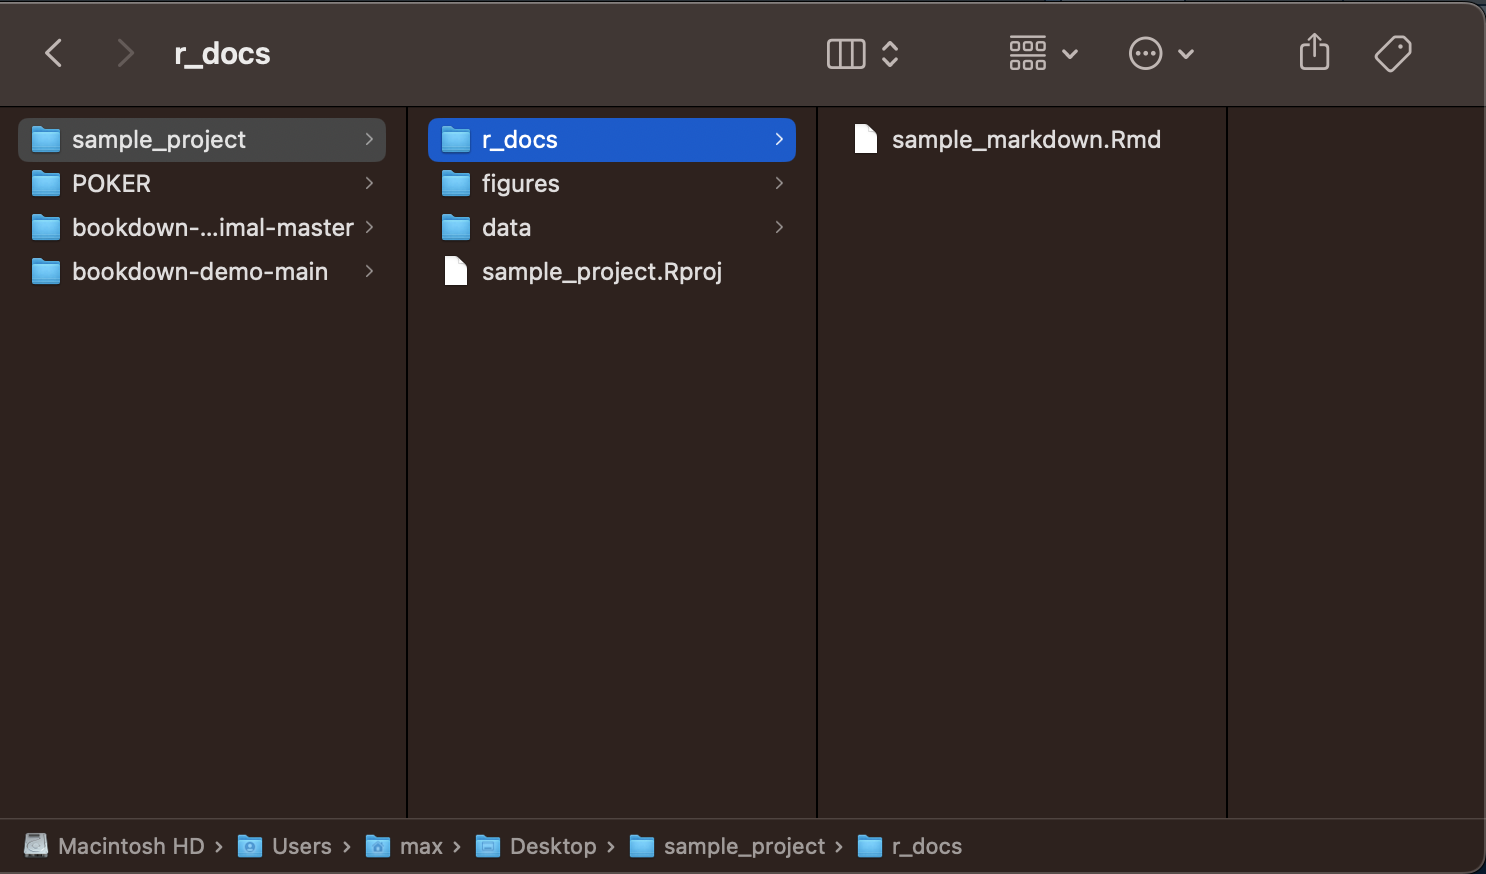 r_docs
sample_project
POKER
bookdown-...imal-master
bookdown-demo-main
r_docs
figures
data
sample_project.Rproj
sample_markdown.Rmd
Macintosh HD › Users › max › Desktop › sample_project › r_docs